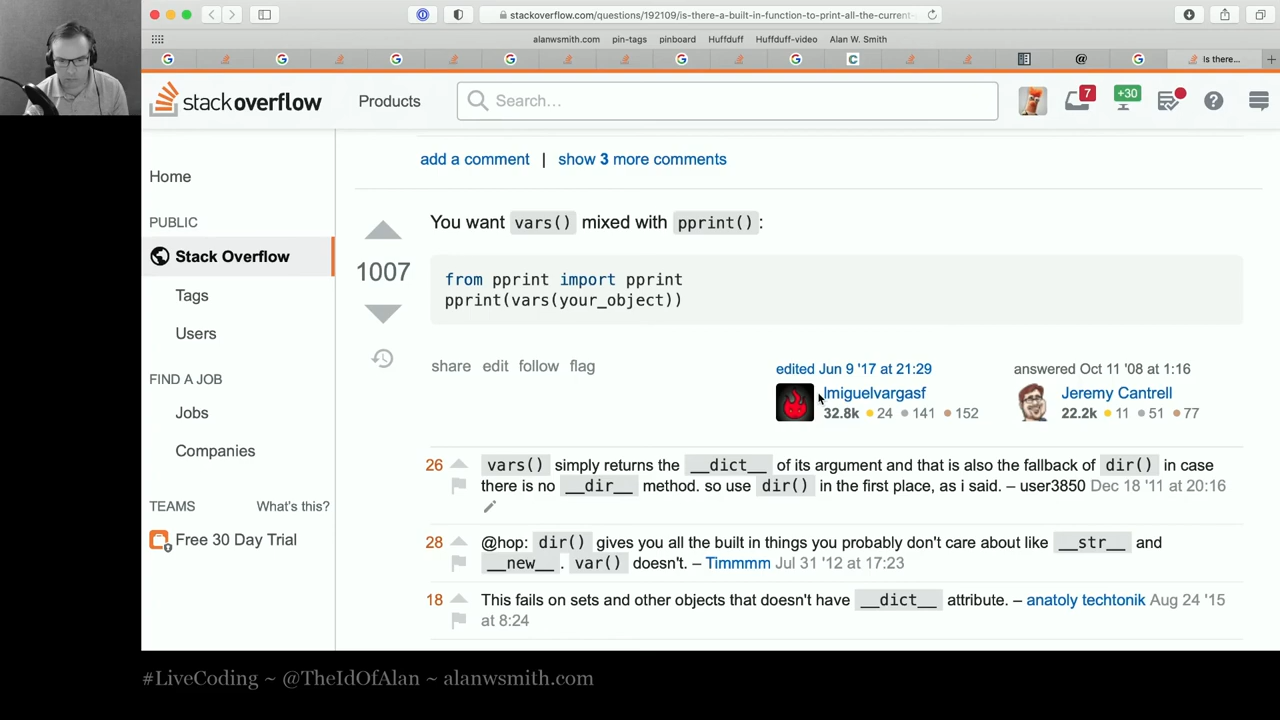 stackoverflow.com/questions/192109/is-there-a-built-in-function-to-print-all-the-current-
alanwsmith.com pin-tags pinboard Huffduff Huffduff-video Alan W. Smith
Is there...
stackoverflow Products Search... 7 +30
add a comment | show 3 more comments
Home
PUBLIC
Stack Overflow
Tags
Users
FIND A JOB
Jobs
Companies
TEAMS What's this?
Free 30 Day Trial
You want vars() mixed with pprint():
1007
from pprint import pprint
pprint(vars(your_object))
share edit follow flag
edited Jun 9 '17 at 21:29
lmiguelvargasf
32.8k 24 141 152
answered Oct 11 '08 at 1:16
Jeremy Cantrell
22.2k 11 51 77
26 vars() simply returns the __dict__ of its argument and that is also the fallback of dir() in case
there is no __dir__ method. so use dir() in the first place, as i said. – user3850 Dec 18 '11 at 20:16
28 @hop: dir() gives you all the built in things you probably don't care about like __str__ and
__new__. var() doesn't. – Timmmm Jul 31 '12 at 17:23
18 This fails on sets and other objects that doesn't have __dict__ attribute. – anatoly techtonik Aug 24 '15
at 8:24
#LiveCoding ~ @TheIdOfAlan ~ alanwsmith.com